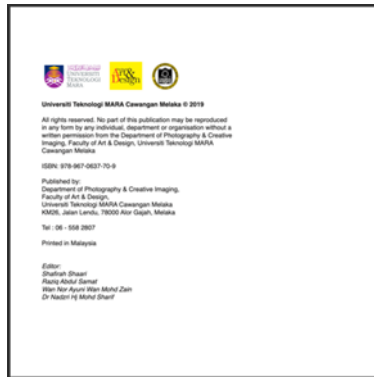 UNIVERSITI
TEKNOLOGI
MARA
Art&
Design
Universiti Teknologi MARA Cawangan Melaka © 2019
All rights reserved. No part of this publication may be reproduced
in any form by any individual, department or organisation without a
written permission from the Department of Photography & Creative
Imaging, Faculty of Art & Design, Universiti Teknologi MARA
Cawangan Melaka
ISBN: 978-967-0637-70-9
Published by:
Department of Photography & Creative Imaging,
Faculty of Art & Design,
Universiti Teknologi MARA Cawangan Melaka
KM26, Jalan Lendu, 78000 Alor Gajah, Melaka
Tel : 06 - 558 2807
Printed in Malaysia
Editor:
Shafirah Shaari
Raziq Abdul Samat
Wan Nor Ayuni Wan Mohd Zain
Dr Nadzri Hj Mohd Sharif